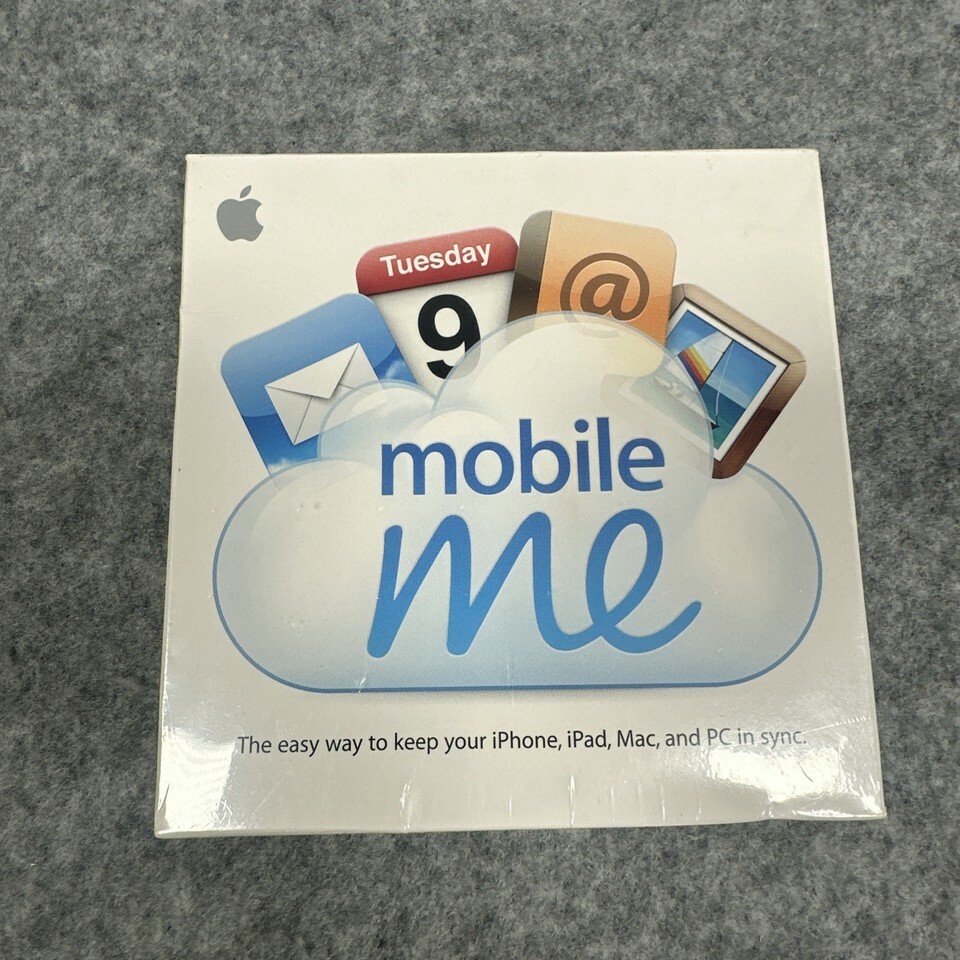 Tuesday
9
@
mobile
me
The easy way to keep your iPhone, iPad, Mac, and PC in sync.